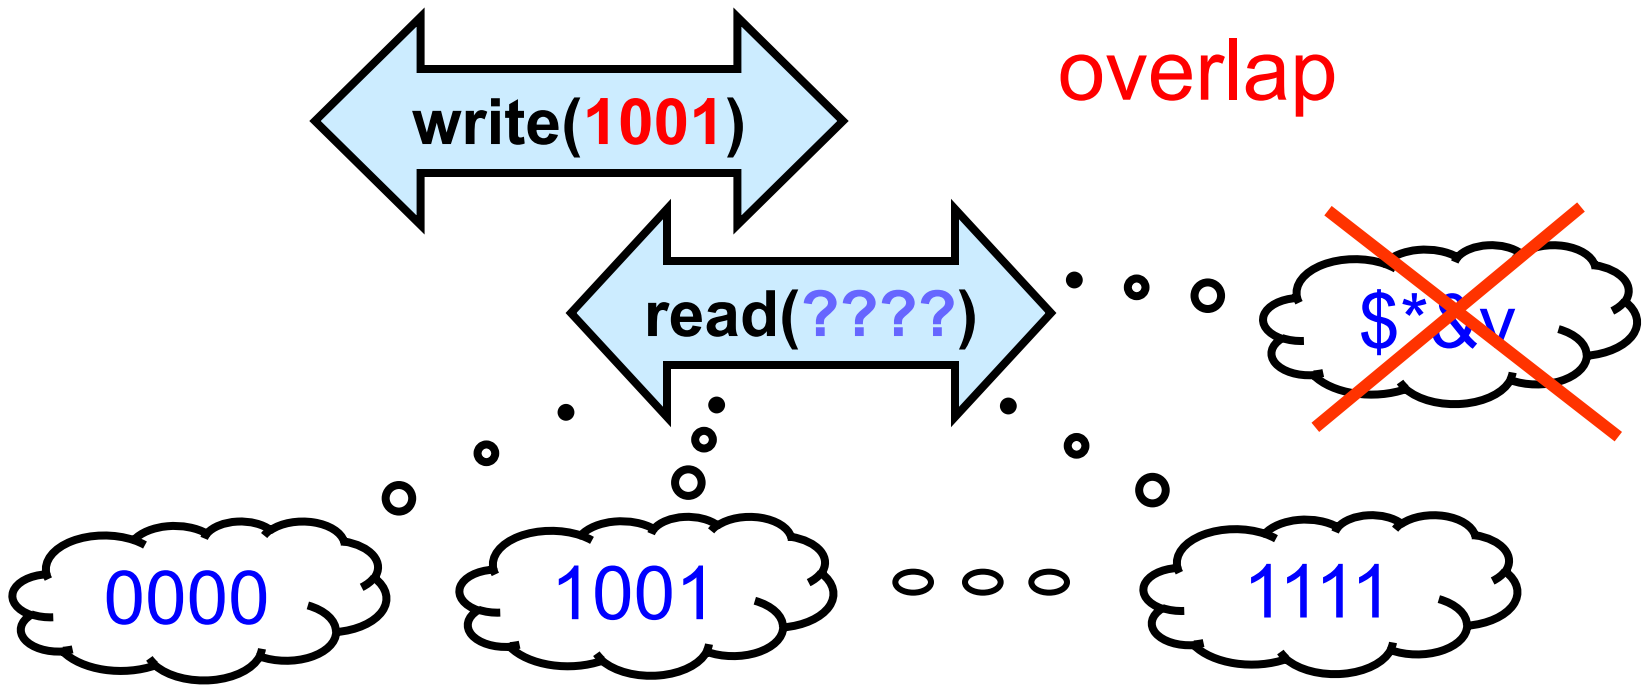 overlap
write(1001)
read(????)
$*&v
0000
1001
1111